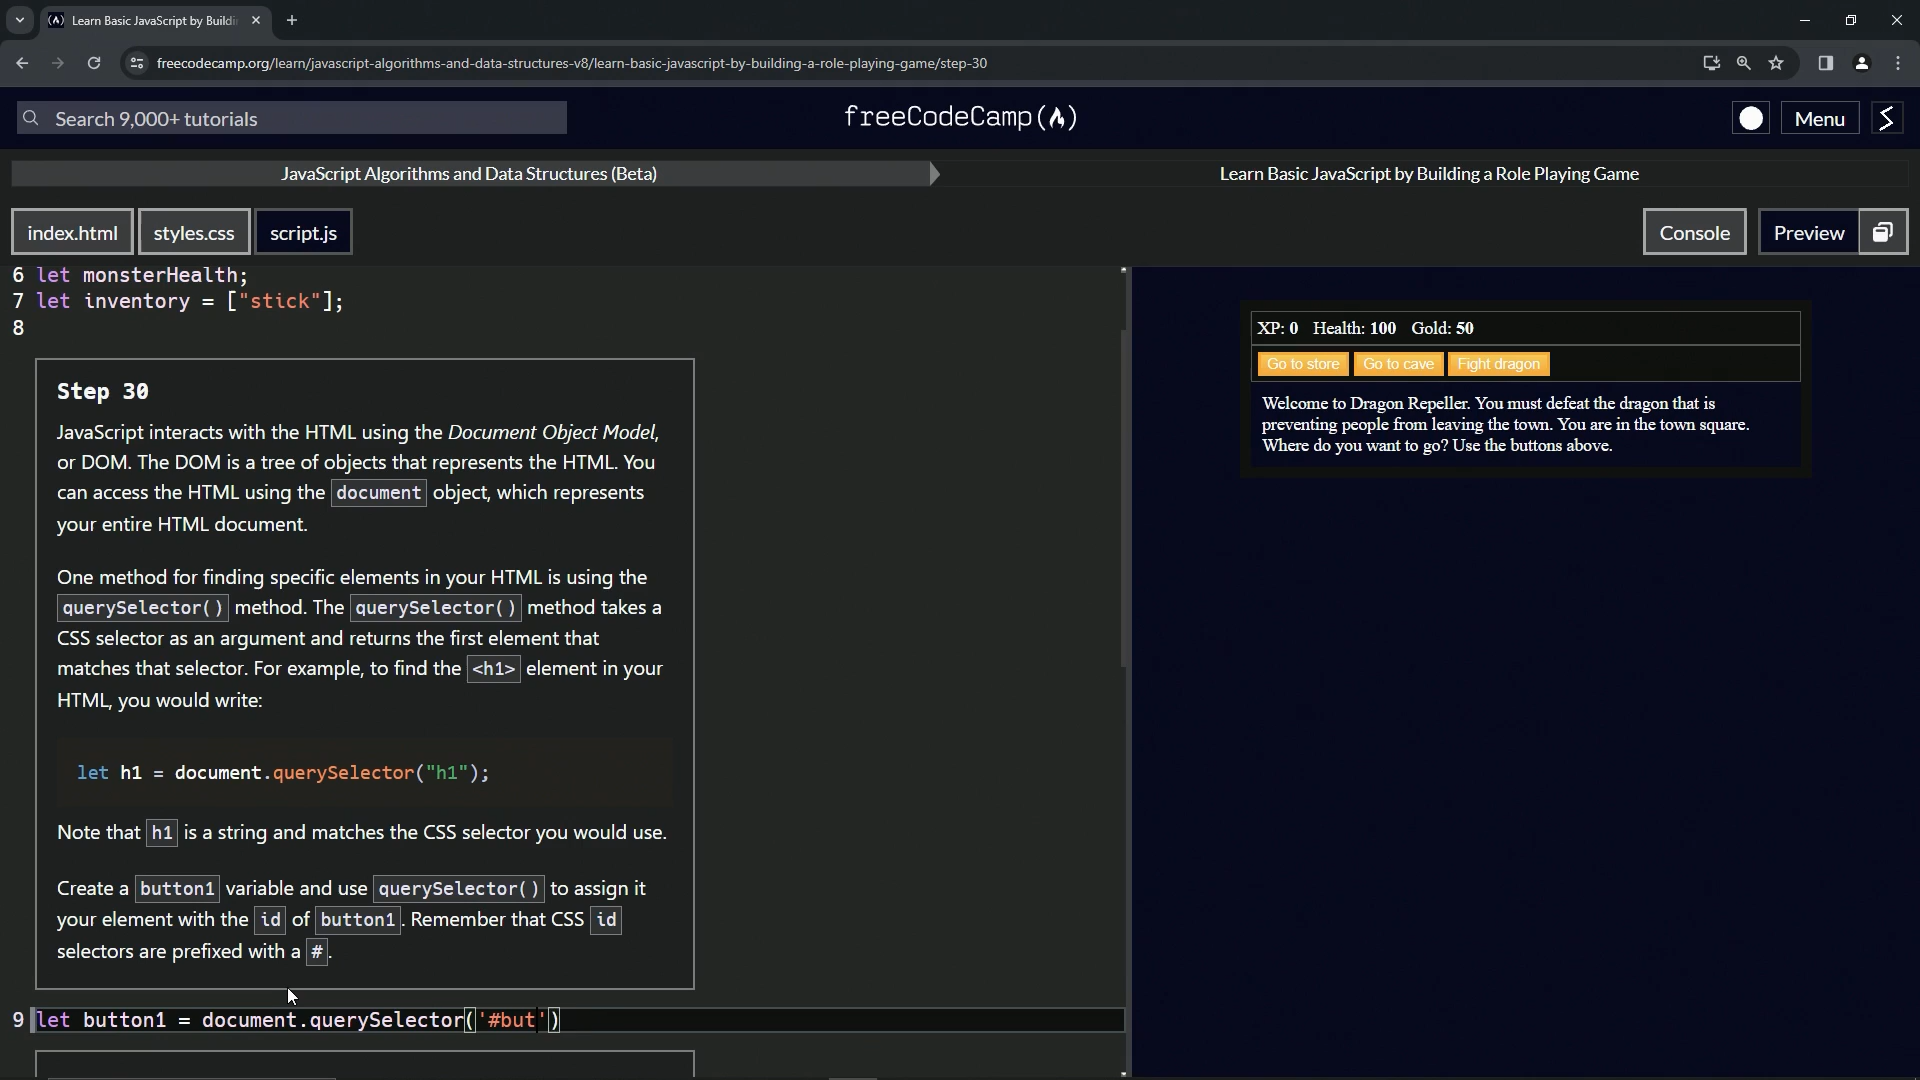 Learn Basic JavaScript by Buildi
freecodecamp.org/learn/javascript-algorithms-and-data-structures-v8/learn-basic-javascript-by-building-a-role-playing-game/step-30
Search 9,000+ tutorials
freeCodeCamp(🔥)
Menu
JavaScript Algorithms and Data Structures (Beta)
Learn Basic JavaScript by Building a Role Playing Game
index.html
styles.css
script.js
Console
Preview
6 let monsterHealth;
7 let inventory = ["stick"];
8
Step 30
JavaScript interacts with the HTML using the Document Object Model,
or DOM. The DOM is a tree of objects that represents the HTML. You
can access the HTML using the document object, which represents
your entire HTML document.
One method for finding specific elements in your HTML is using the
querySelector() method. The querySelector() method takes a
CSS selector as an argument and returns the first element that
matches that selector. For example, to find the <h1> element in your
HTML, you would write:
let h1 = document.querySelector("h1");
Note that h1 is a string and matches the CSS selector you would use.
Create a button1 variable and use querySelector() to assign it
your element with the id of button1. Remember that CSS id
selectors are prefixed with a #.
9 let button1 = document.querySelector('#but')
XP: 0 Health: 100 Gold: 50
Go to store
Go to cave
Fight dragon
Welcome to Dragon Repeller. You must defeat the dragon that is
preventing people from leaving the town. You are in the town square.
Where do you want to go? Use the buttons above.